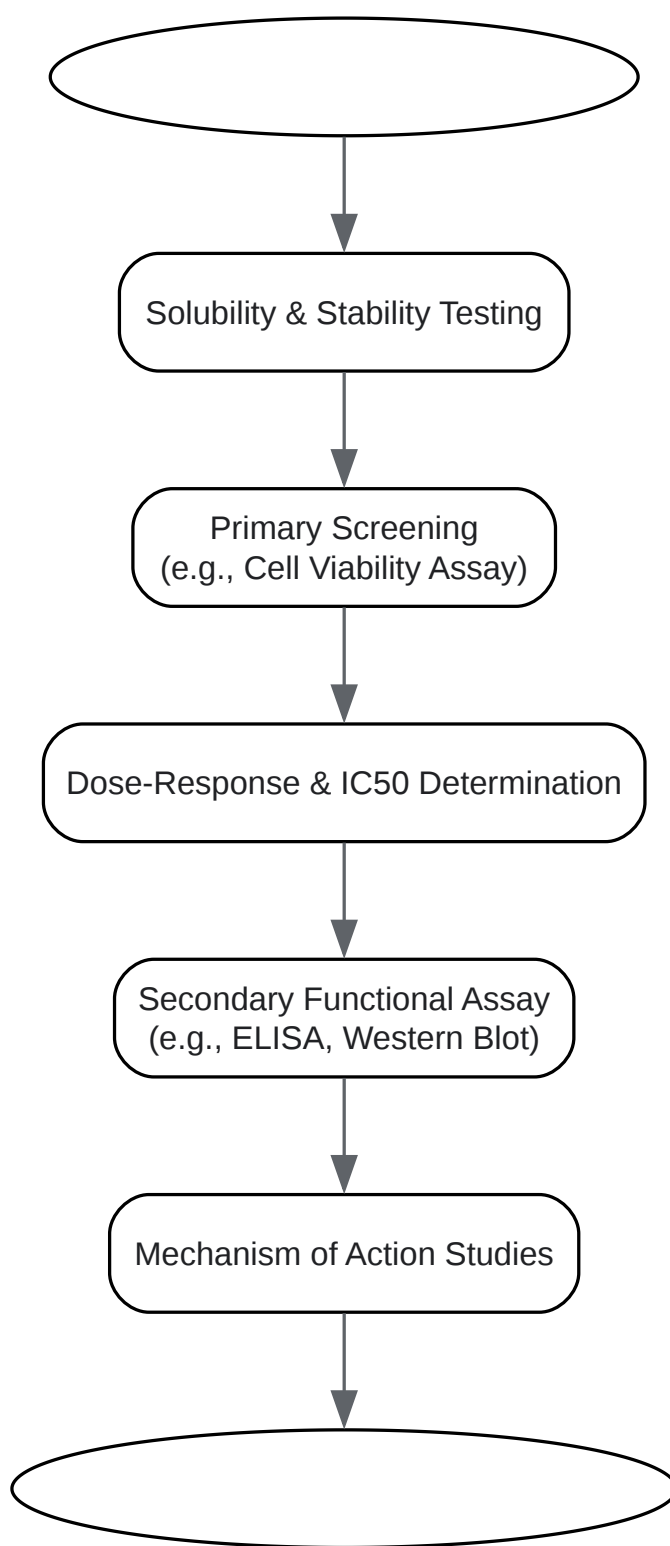 Solubility & Stability Testing
Primary Screening
(e.g., Cell Viability Assay)
Dose-Response & IC50 Determination
Secondary Functional Assay
(e.g., ELISA, Western Blot)
Mechanism of Action Studies